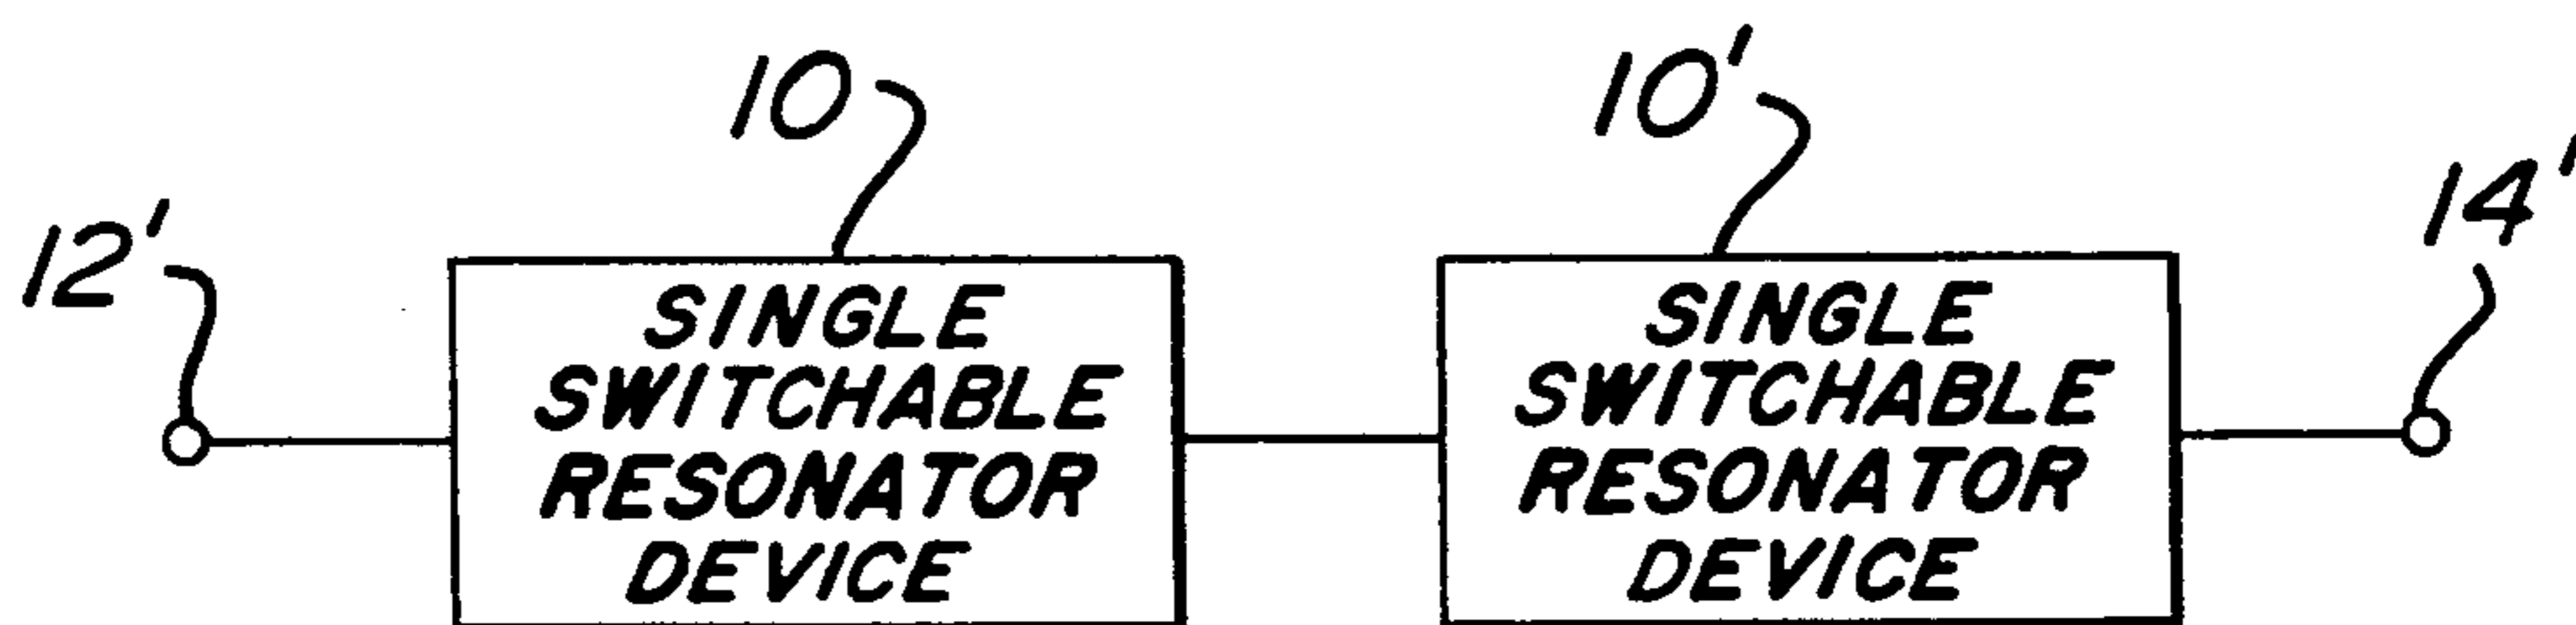 10
10'
12'
14'
SINGLE
SWITCHABLE
RESONATOR
DEVICE
SINGLE
SWITCHABLE
RESONATOR
DEVICE